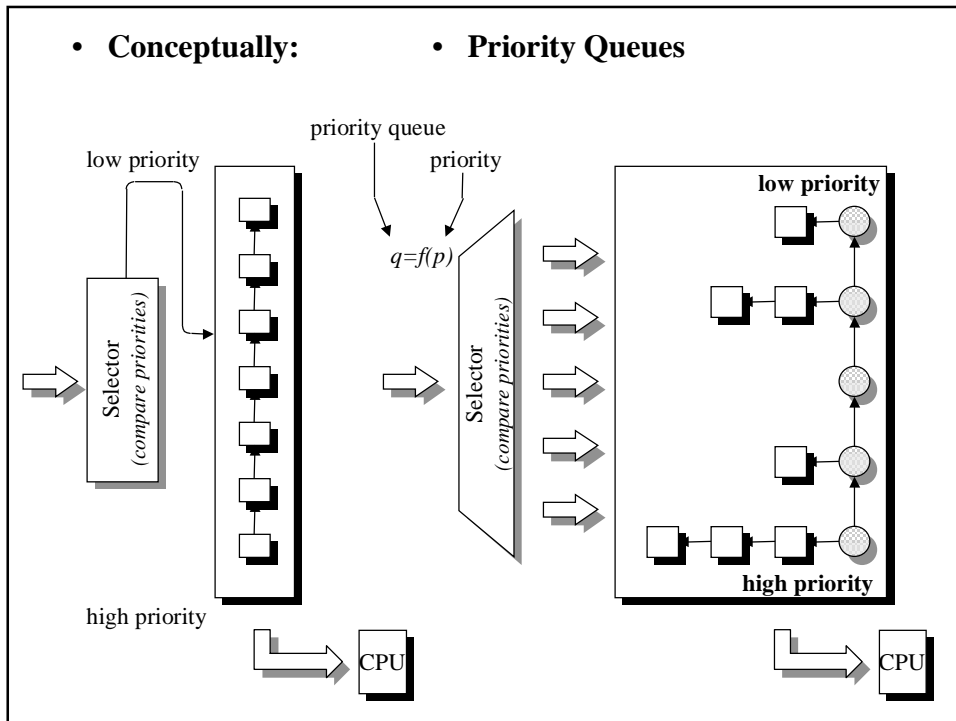 • Conceptually:
• Priority Queues
low priority
Selector
(compare priorities)
high priority
CPU
priority queue
priority
q=f(p)
Selector
(compare priorities)
low priority
high priority
CPU